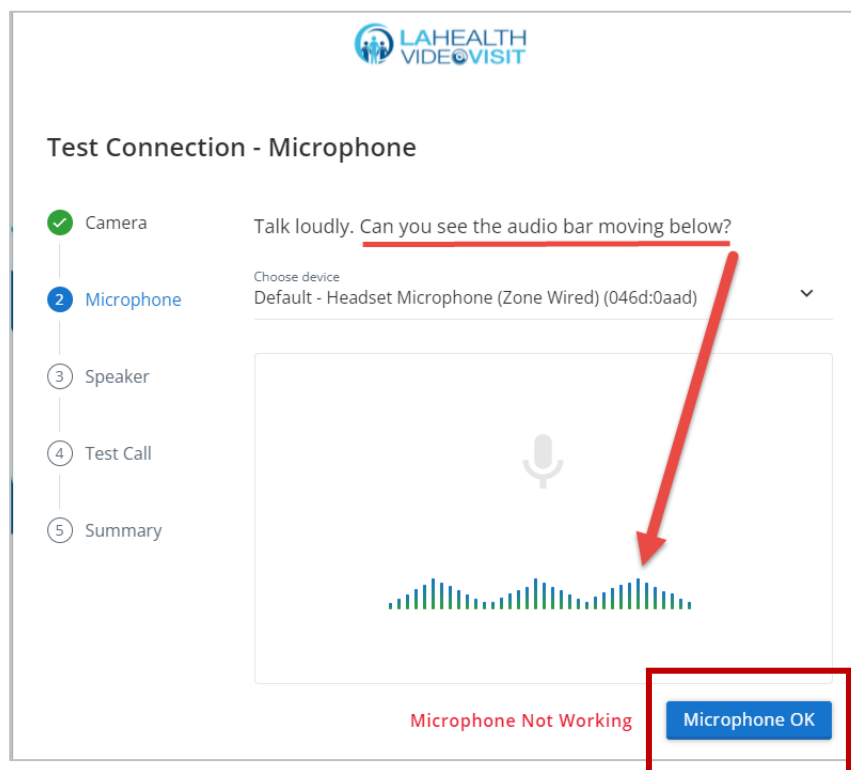 LAHEALTH
VIDEOVISIT
Test Connection - Microphone
Camera
Talk loudly. Can you see the audio bar moving below?
2 Microphone
Choose device
Default - Headset Microphone (Zone Wired) (046d:0aad)
3 Speaker
4 Test Call
5 Summary
Microphone Not Working
Microphone OK